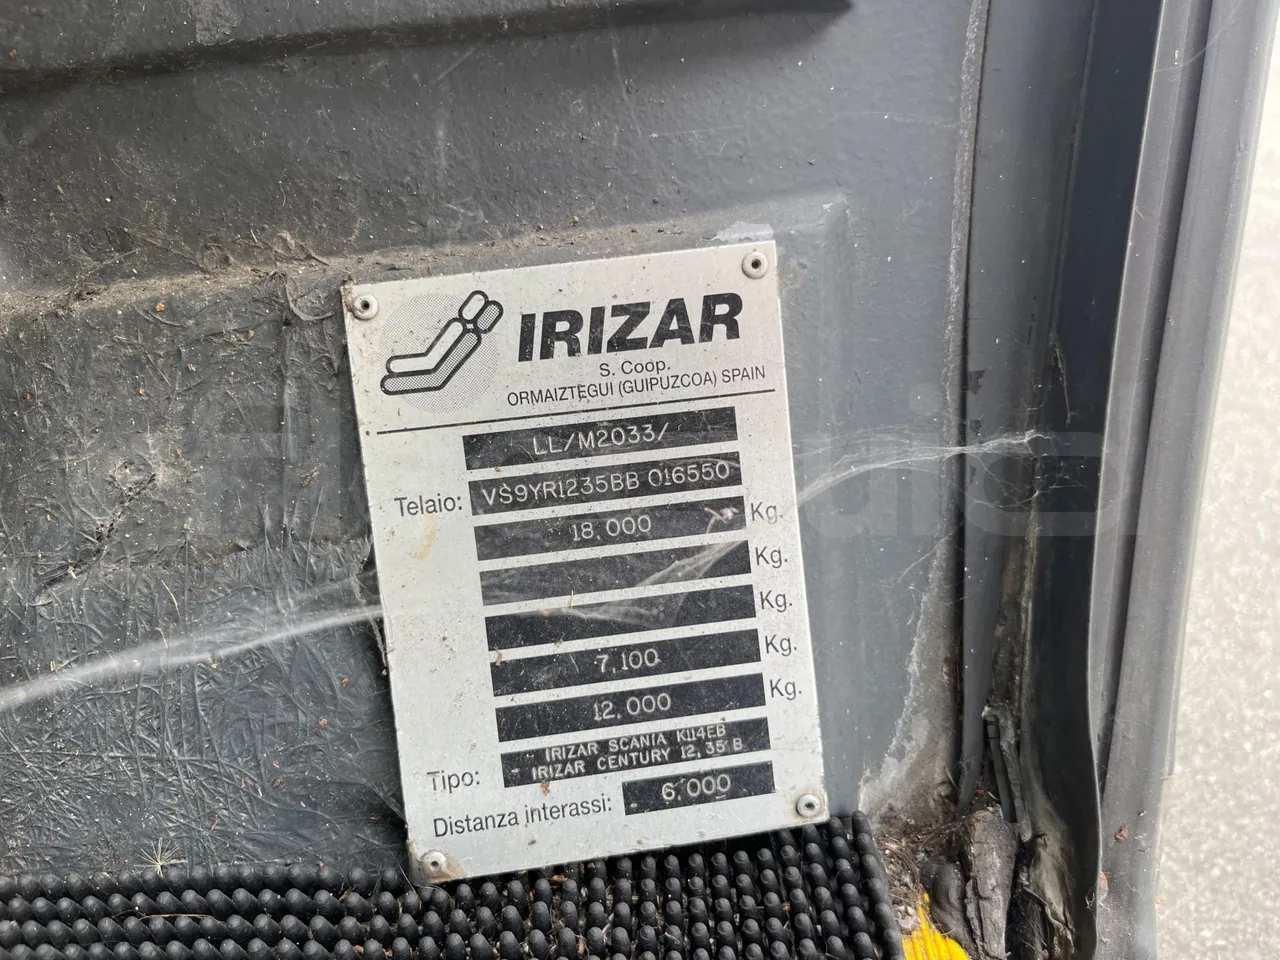 IRIZAR
S. Coop.
ORMAIZTEGUI (GUIPUZCOA) SPAIN
LL/M2033/
Telaio: VS9YR1235BB 016550
18,000 Kg.
Kg.
Kg.
7,100 Kg.
12,000 Kg.
Tipo: IRIZAR SCANIA K114EB
IRIZAR CENTURY 12,35 B
Distanza interassi: 6.000